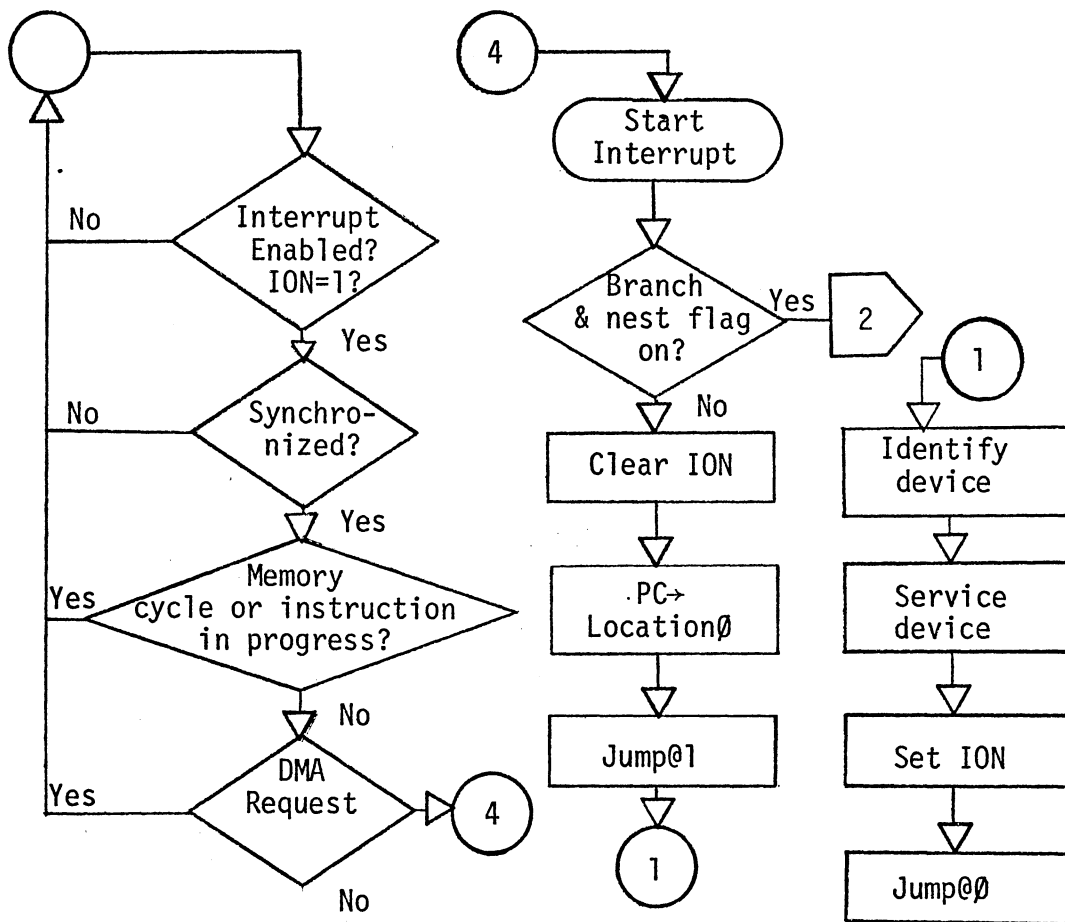 No
Interrupt
Enabled?
ION=1?
Yes
No
Synchro-
nized?
Yes
Yes
Memory
cycle or instruction
in progress?
No
Yes
DMA
Request
4
No
4
Start
Interrupt
Branch
& nest flag
on?
Yes
2
No
Clear ION
PC→
LocationØ
Jump@1
1
1
Identify
device
Service
device
Set ION
Jump@Ø